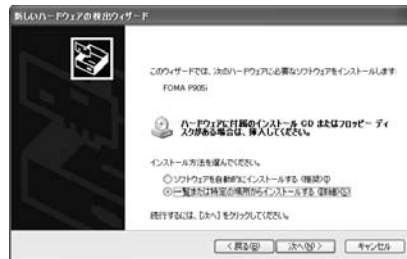 新しいハードウェアの検出ウィザード
このウィザードでは、次のハードウェアに必要なソフトウェアをインストールします:
FOMA P905i
ハードウェアに付属のインストール CD またはフロッピー ディ
スクがある場合は、挿入してください。
インストール方法を選んでください。
ソフトウェアを自動的にインストールする (推奨)(I)
一覧または特定の場所からインストールする (詳細)(S)
続行するには、[次へ] をクリックしてください。
< 戻る(B)
次へ(N) >
キャンセル